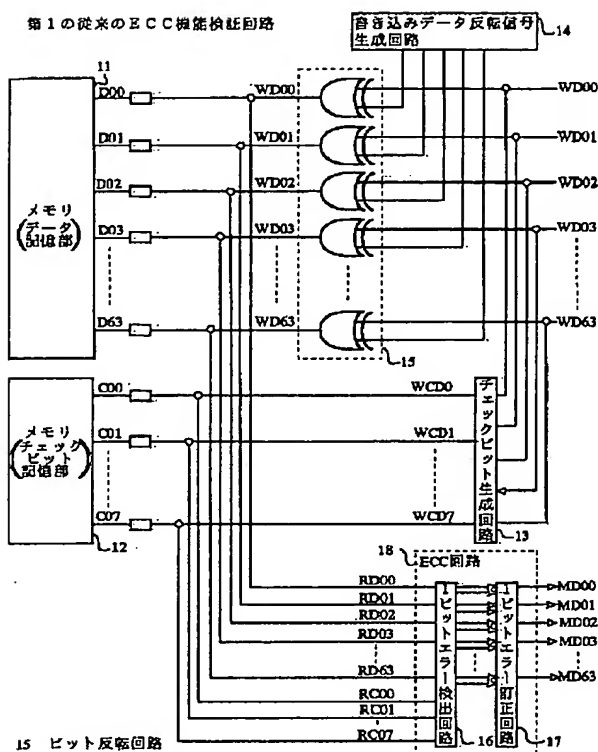 第1の従来のECC機能検証回路
書き込みデータ反転信号
生成回路
14
11
D00
WD00
WD00
D01
WD01
WD01
D02
WD02
WD02
メモリ
(データ
記憶部)
D03
WD03
WD03
D63
WD63
WD63
15
C00
WCD0
メモリ
(チェック
ビット
記憶部)
C01
WCD1
チェックビット生成回路
C07
WCD7
12
13
18
ECC回路
RD00
RD01
RD02
RD03
RD63
RC00
RC01
RC07
1ビットエラー検出回路
16
1ビットエラー訂正回路
17
MD00
MD01
MD02
MD03
MD63
15 ビット反転回路